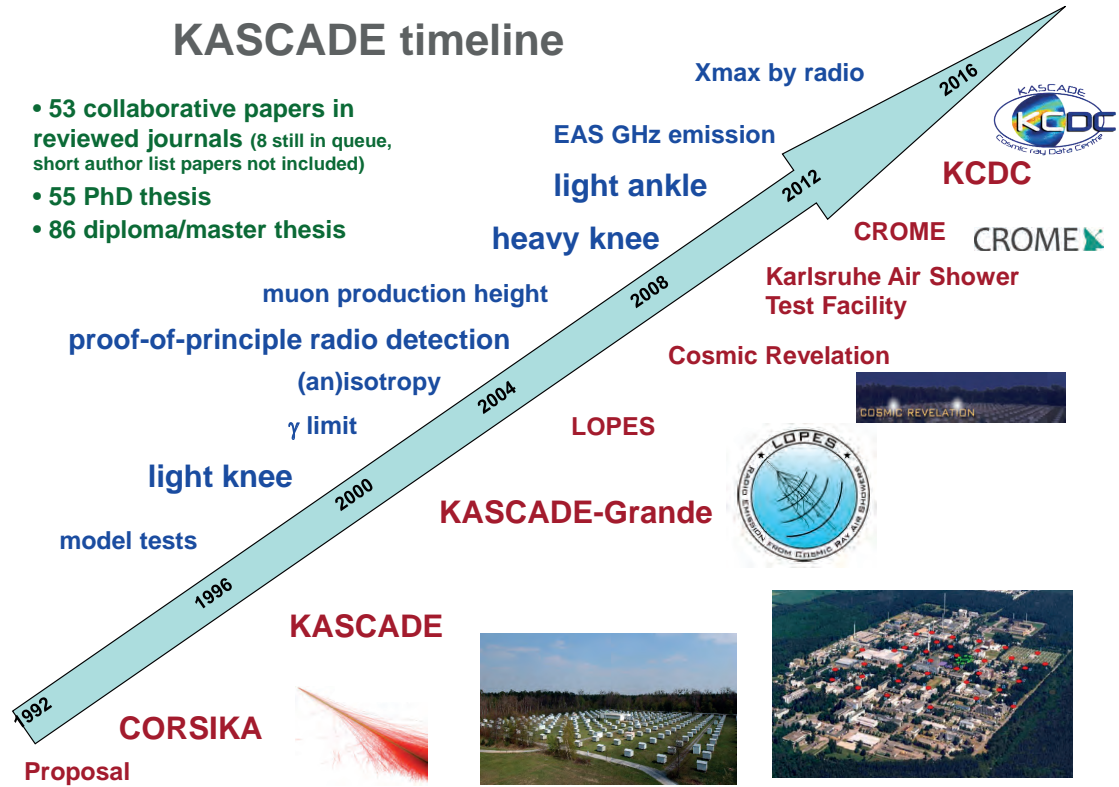 KASCADE timeline
• 53 collaborative papers in
reviewed journals (8 still in queue,
short author list papers not included)
• 55 PhD thesis
• 86 diploma/master thesis
Xmax by radio
EAS GHz emission
light ankle
heavy knee
muon production height
proof-of-principle radio detection
(an)isotropy
γ limit
light knee
model tests
2016
2012
2008
2004
2000
1996
1992
KASCADE
KCDC
Cosmic ray Data Centre
KCDC
CROME
CROME
Karlsruhe Air Shower
Test Facility
Cosmic Revelation
COSMIC REVELATION
LOPES
LOPES
RADIO EMISSION FROM COSMIC RAY AIR SHOWERS
KASCADE-Grande
KASCADE
CORSIKA
Proposal